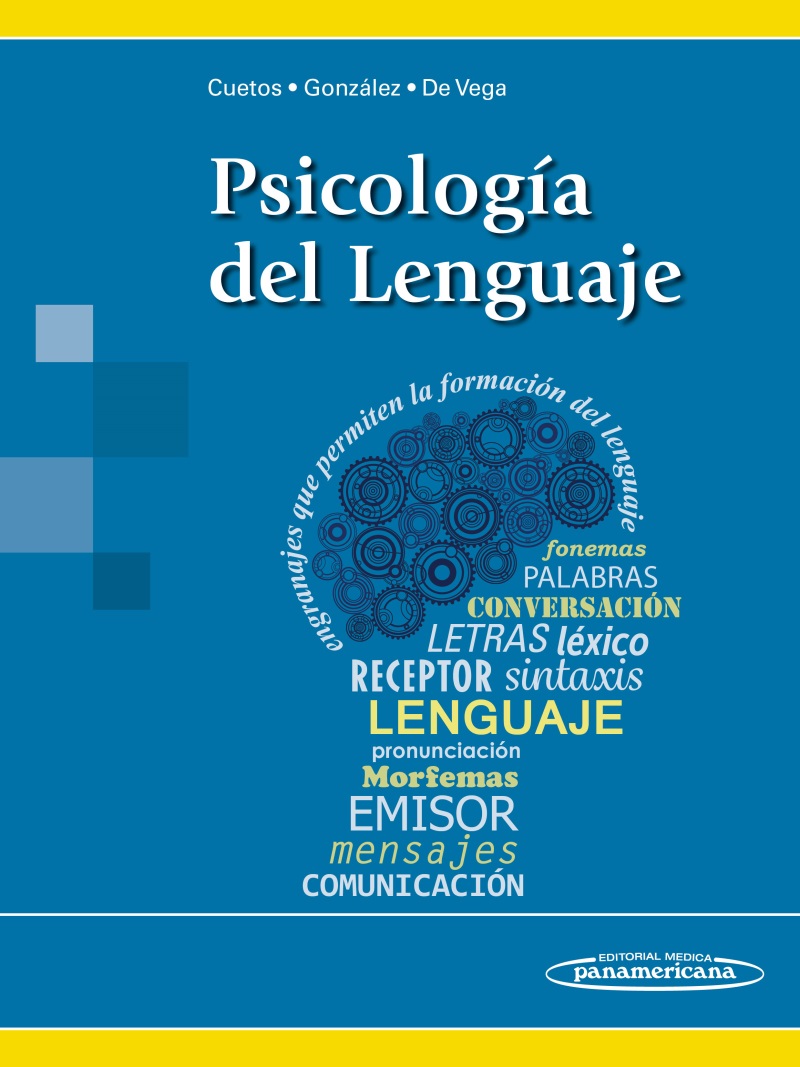 Cuetos • González • De Vega
Psicología
del Lenguaje
engranajes que permiten la formación del lenguaje
fonemas
PALABRAS
CONVERSACIÓN
LETRAS léxico
RECEPTOR sintaxis
LENGUAJE
pronunciación
Morfemas
EMISOR
mensajes
COMUNICACIÓN
EDITORIAL MEDICA
panamericana